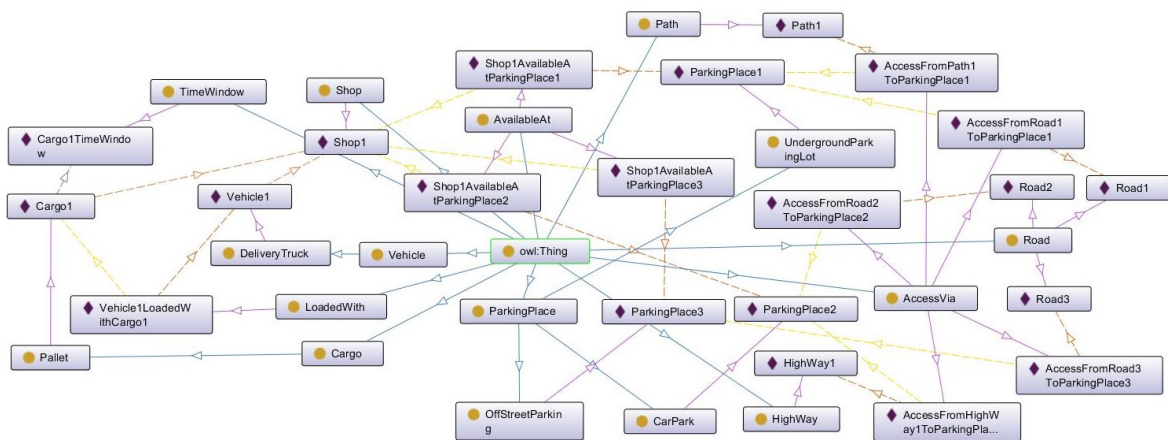 Path
Path1
TimeWindow
Shop
Shop1AvailableA
tParkingPlace1
ParkingPlace1
AccessFromPath1
ToParkingPlace1
Cargo1TimeWindo
w
Shop1
AvailableAt
UndergroundPark
ingLot
AccessFromRoad1
ToParkingPlace1
Cargo1
Vehicle1
Shop1AvailableA
tParkingPlace2
Shop1AvailableA
tParkingPlace3
AccessFromRoad2
ToParkingPlace2
Road2
Road1
DeliveryTruck
Vehicle
owl:Thing
Road
Vehicle1LoadedW
ithCargo1
LoadedWith
ParkingPlace
ParkingPlace3
ParkingPlace2
AccessVia
Road3
Pallet
Cargo
HighWay1
AccessFromRoad3
ToParkingPlace3
OffStreetParkin
g
CarPark
HighWay
AccessFromHighW
ay1ToParkingPla...